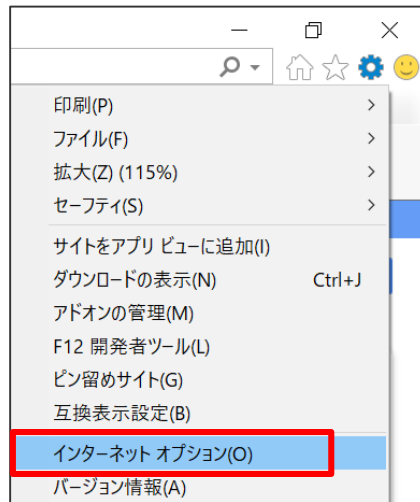 印刷(P)
ファイル(F)
拡大(Z) (115%)
セーフティ(S)
サイトをアプリ ビューに追加(I)
ダウンロードの表示(N) Ctrl+J
アドオンの管理(M)
F12 開発者ツール(L)
ピン留めサイト(G)
互換表示設定(B)
インターネット オプション(O)
バージョン情報(A)